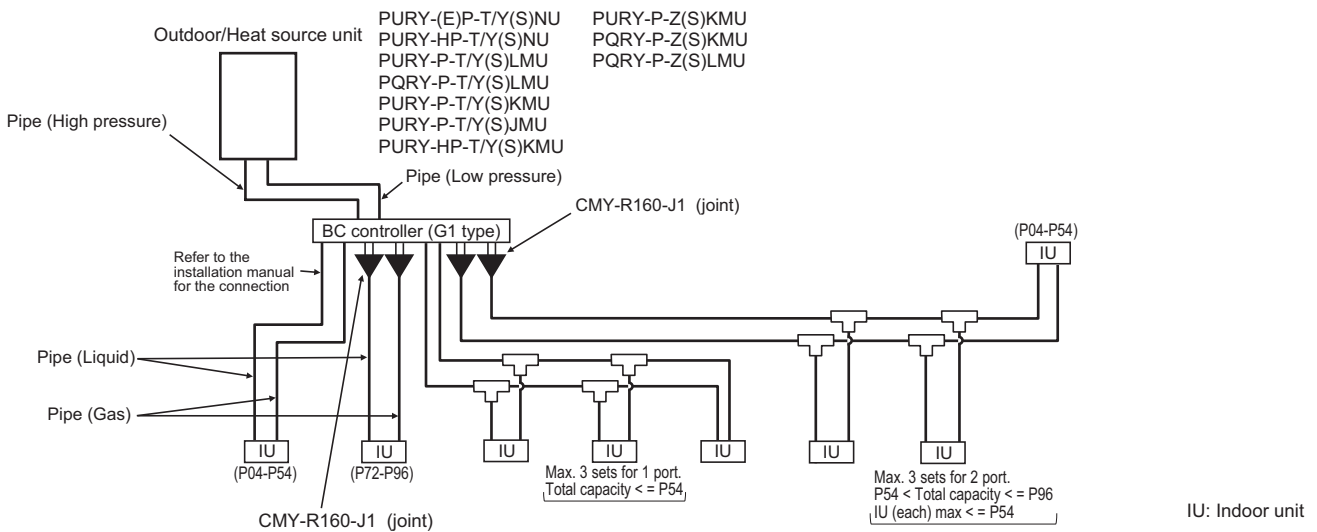 PURY-(E)P-T/Y(S)NU
PURY-HP-T/Y(S)NU
PURY-P-T/Y(S)LMU
PQRY-P-T/Y(S)LMU
PURY-P-T/Y(S)KMU
PURY-P-T/Y(S)JMU
PURY-HP-T/Y(S)KMU
PURY-P-Z(S)KMU
PQRY-P-Z(S)KMU
PQRY-P-Z(S)LMU
Outdoor/Heat source unit
Pipe (High pressure)
Pipe (Low pressure)
CMY-R160-J1 (joint)
BC controller (G1 type)
(P04-P54)
IU
Refer to the
installation manual
for the connection
Pipe (Liquid)
Pipe (Gas)
IU
(P04-P54)
IU
(P72-P96)
IU
IU
Max. 3 sets for 1 port.
Total capacity < = P54
IU
IU
IU
Max. 3 sets for 2 port.
P54 < Total capacity < = P96
IU (each) max < = P54
CMY-R160-J1 (joint)
IU: Indoor unit